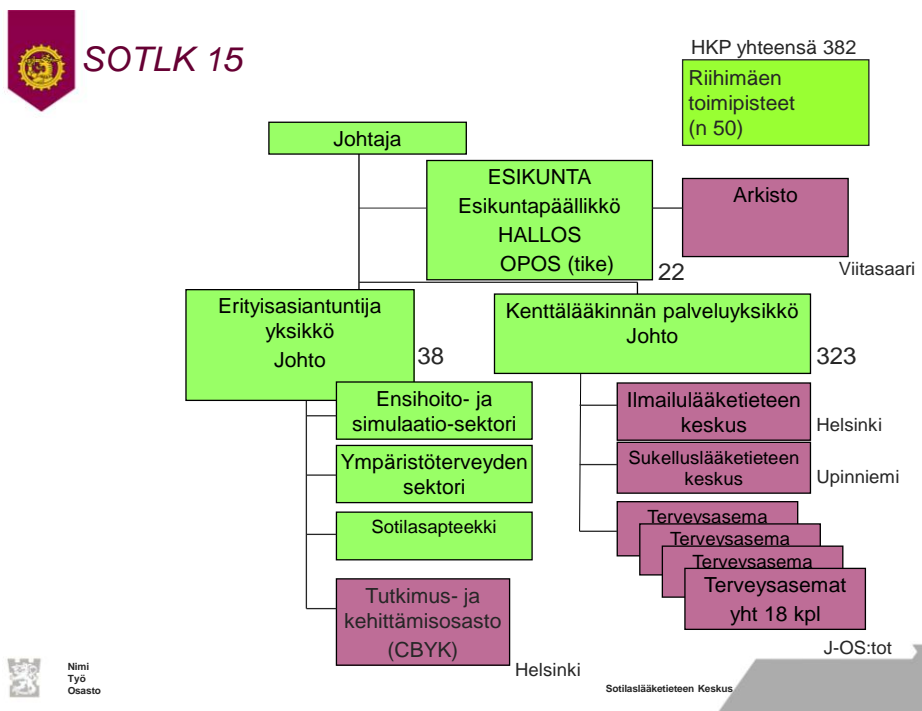 SOTLK 15
HKP yhteensä 382
Riihimäen
toimipisteet
(n 50)
Johtaja
ESIKUNTA
Esikuntapäällikkö
HALLOS
OPOS (tike)
22
Arkisto
Viitasaari
Erityisasiantuntija
yksikkö
Johto
38
Kenttälääkinnän palveluyksikkö
Johto
323
Ensihoito- ja
simulaatio-sektori
Ympäristöterveyden
sektori
Sotilasapteekki
Tutkimus- ja
kehittämisosasto
(CBYK)
Helsinki
Ilmailulääketieteen
keskus
Helsinki
Sukelluslääketieteen
keskus
Upinniemi
Terveysasema
Terveysasema
Terveysasema
Terveysasemat
yht 18 kpl
J-OS:tot
Nimi
Työ
Osasto
Sotilaslääketieteen Keskus